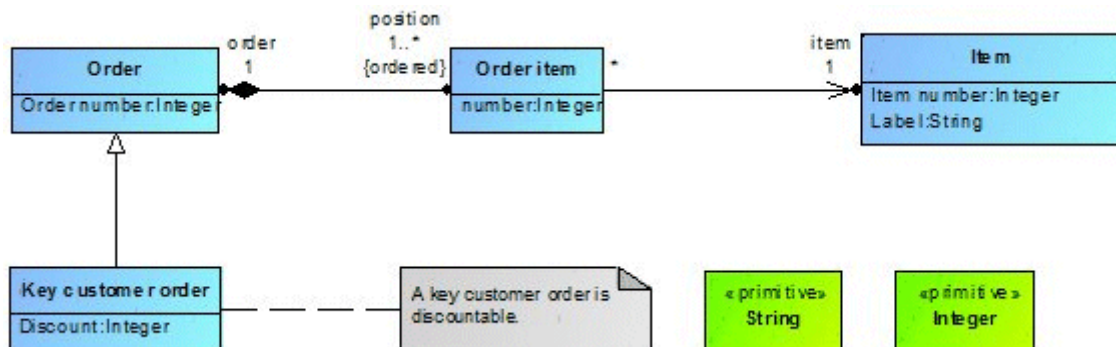 position
order
1..*
item
1
{ordered}
*
1
Order
Order item
Item
Order number:Integer
number:Integer
Item number:Integer
Label:String
Key customer order
Discount:Integer
A key customer order is
discountable.
«primitive»
String
«primitive»
Integer